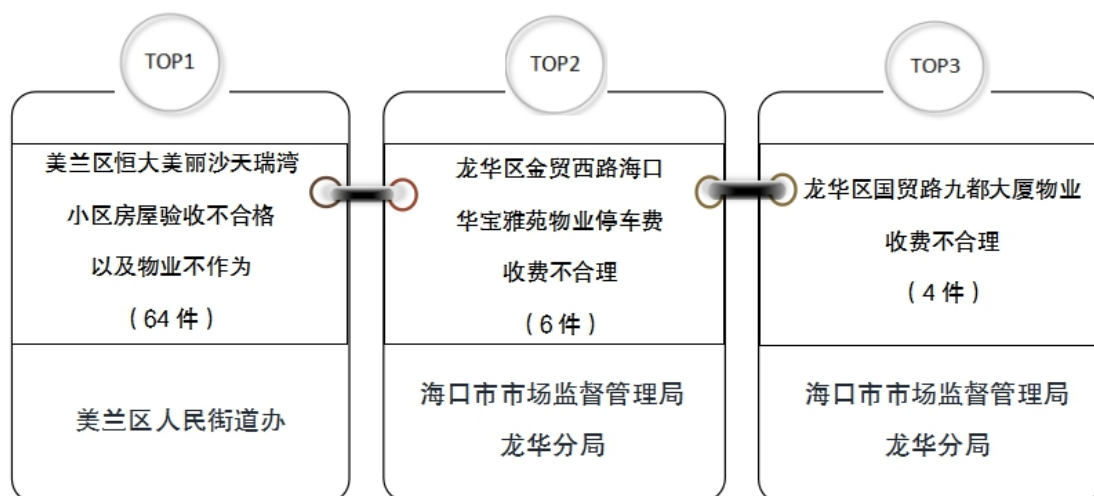 TOP1
美兰区恒大美丽沙天瑞湾
小区房屋验收不合格
以及物业不作为
（64 件）
美兰区人民街道办
TOP2
龙华区金贸西路海口
华宝雅苑物业停车费
收费不合理
（6 件）
海口市市场监督管理局
龙华分局
TOP3
龙华区国贸路九都大厦物业
收费不合理
（4 件）
海口市市场监督管理局
龙华分局